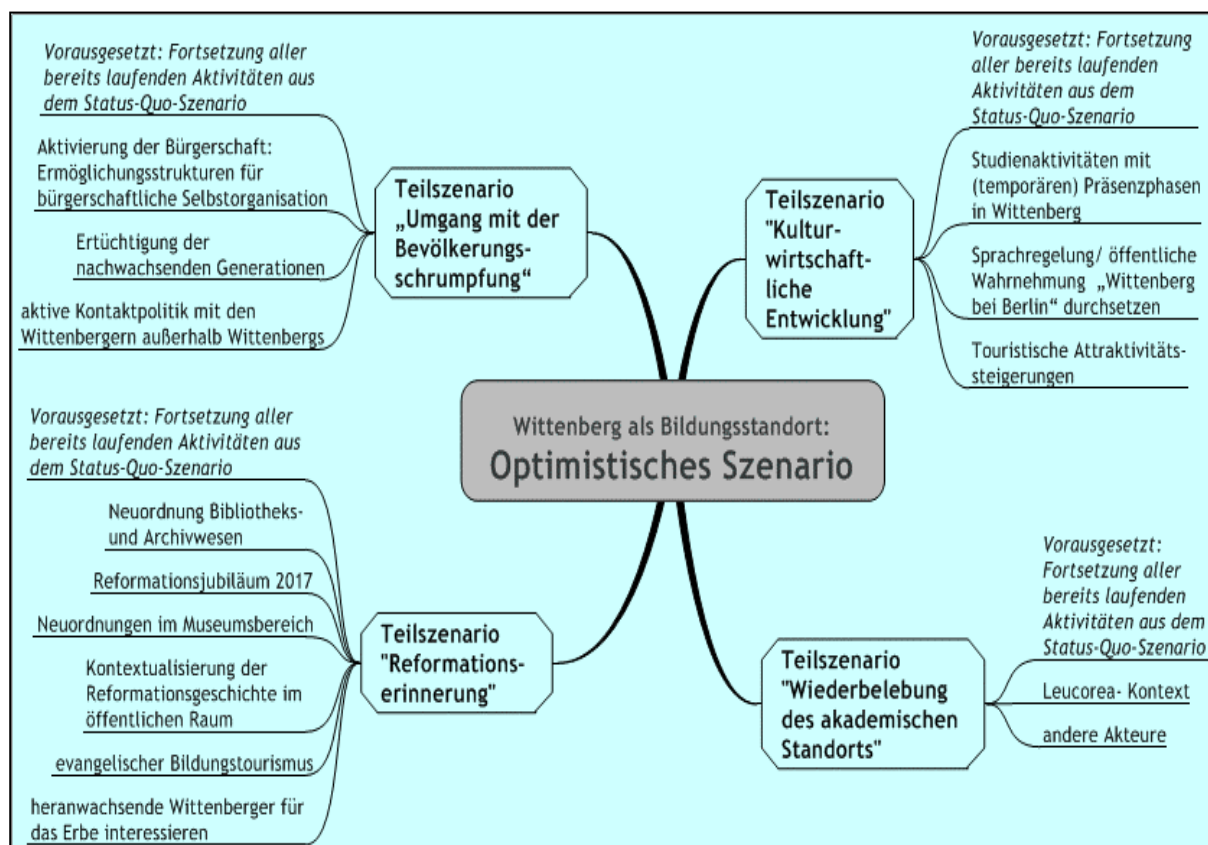 Wittenberg als Bildungsstandort:
Optimistisches Szenario
Teilszenario
„Umgang mit der
Bevölkerungs-
schrumpfung“
Vorausgesetzt: Fortsetzung aller
bereits laufenden Aktivitäten aus
dem Status-Quo-Szenario
Aktivierung der Bürgerschaft:
Ermöglichungsstrukturen für
bürgerschaftliche Selbstorganisation
Ertüchtigung der
nachwachsenden Generationen
aktive Kontaktpolitik mit den
Wittenbergern außerhalb Wittenbergs
Teilszenario
"Kultur-
wirtschaft-
liche
Entwicklung"
Vorausgesetzt: Fortsetzung
aller bereits laufenden
Aktivitäten aus dem
Status-Quo-Szenario
Studienaktivitäten mit
(temporären) Präsenzphasen
in Wittenberg
Sprachregelung/ öffentliche
Wahrnehmung „Wittenberg
bei Berlin“ durchsetzen
Touristische Attraktivitäts-
steigerungen
Teilszenario
"Reformations-
erinnerung"
Vorausgesetzt: Fortsetzung aller
bereits laufenden Aktivitäten aus
dem Status-Quo-Szenario
Neuordnung Bibliotheks-
und Archivwesen
Reformationsjubiläum 2017
Neuordnungen im Museumsbereich
Kontextualisierung der
Reformationsgeschichte im
öffentlichen Raum
evangelischer Bildungstourismus
heranwachsende Wittenberger für
das Erbe interessieren
Teilszenario
"Wiederbelebung
des akademischen
Standorts"
Vorausgesetzt:
Fortsetzung aller
bereits laufenden
Aktivitäten aus dem
Status-Quo-Szenario
Leucorea- Kontext
andere Akteure